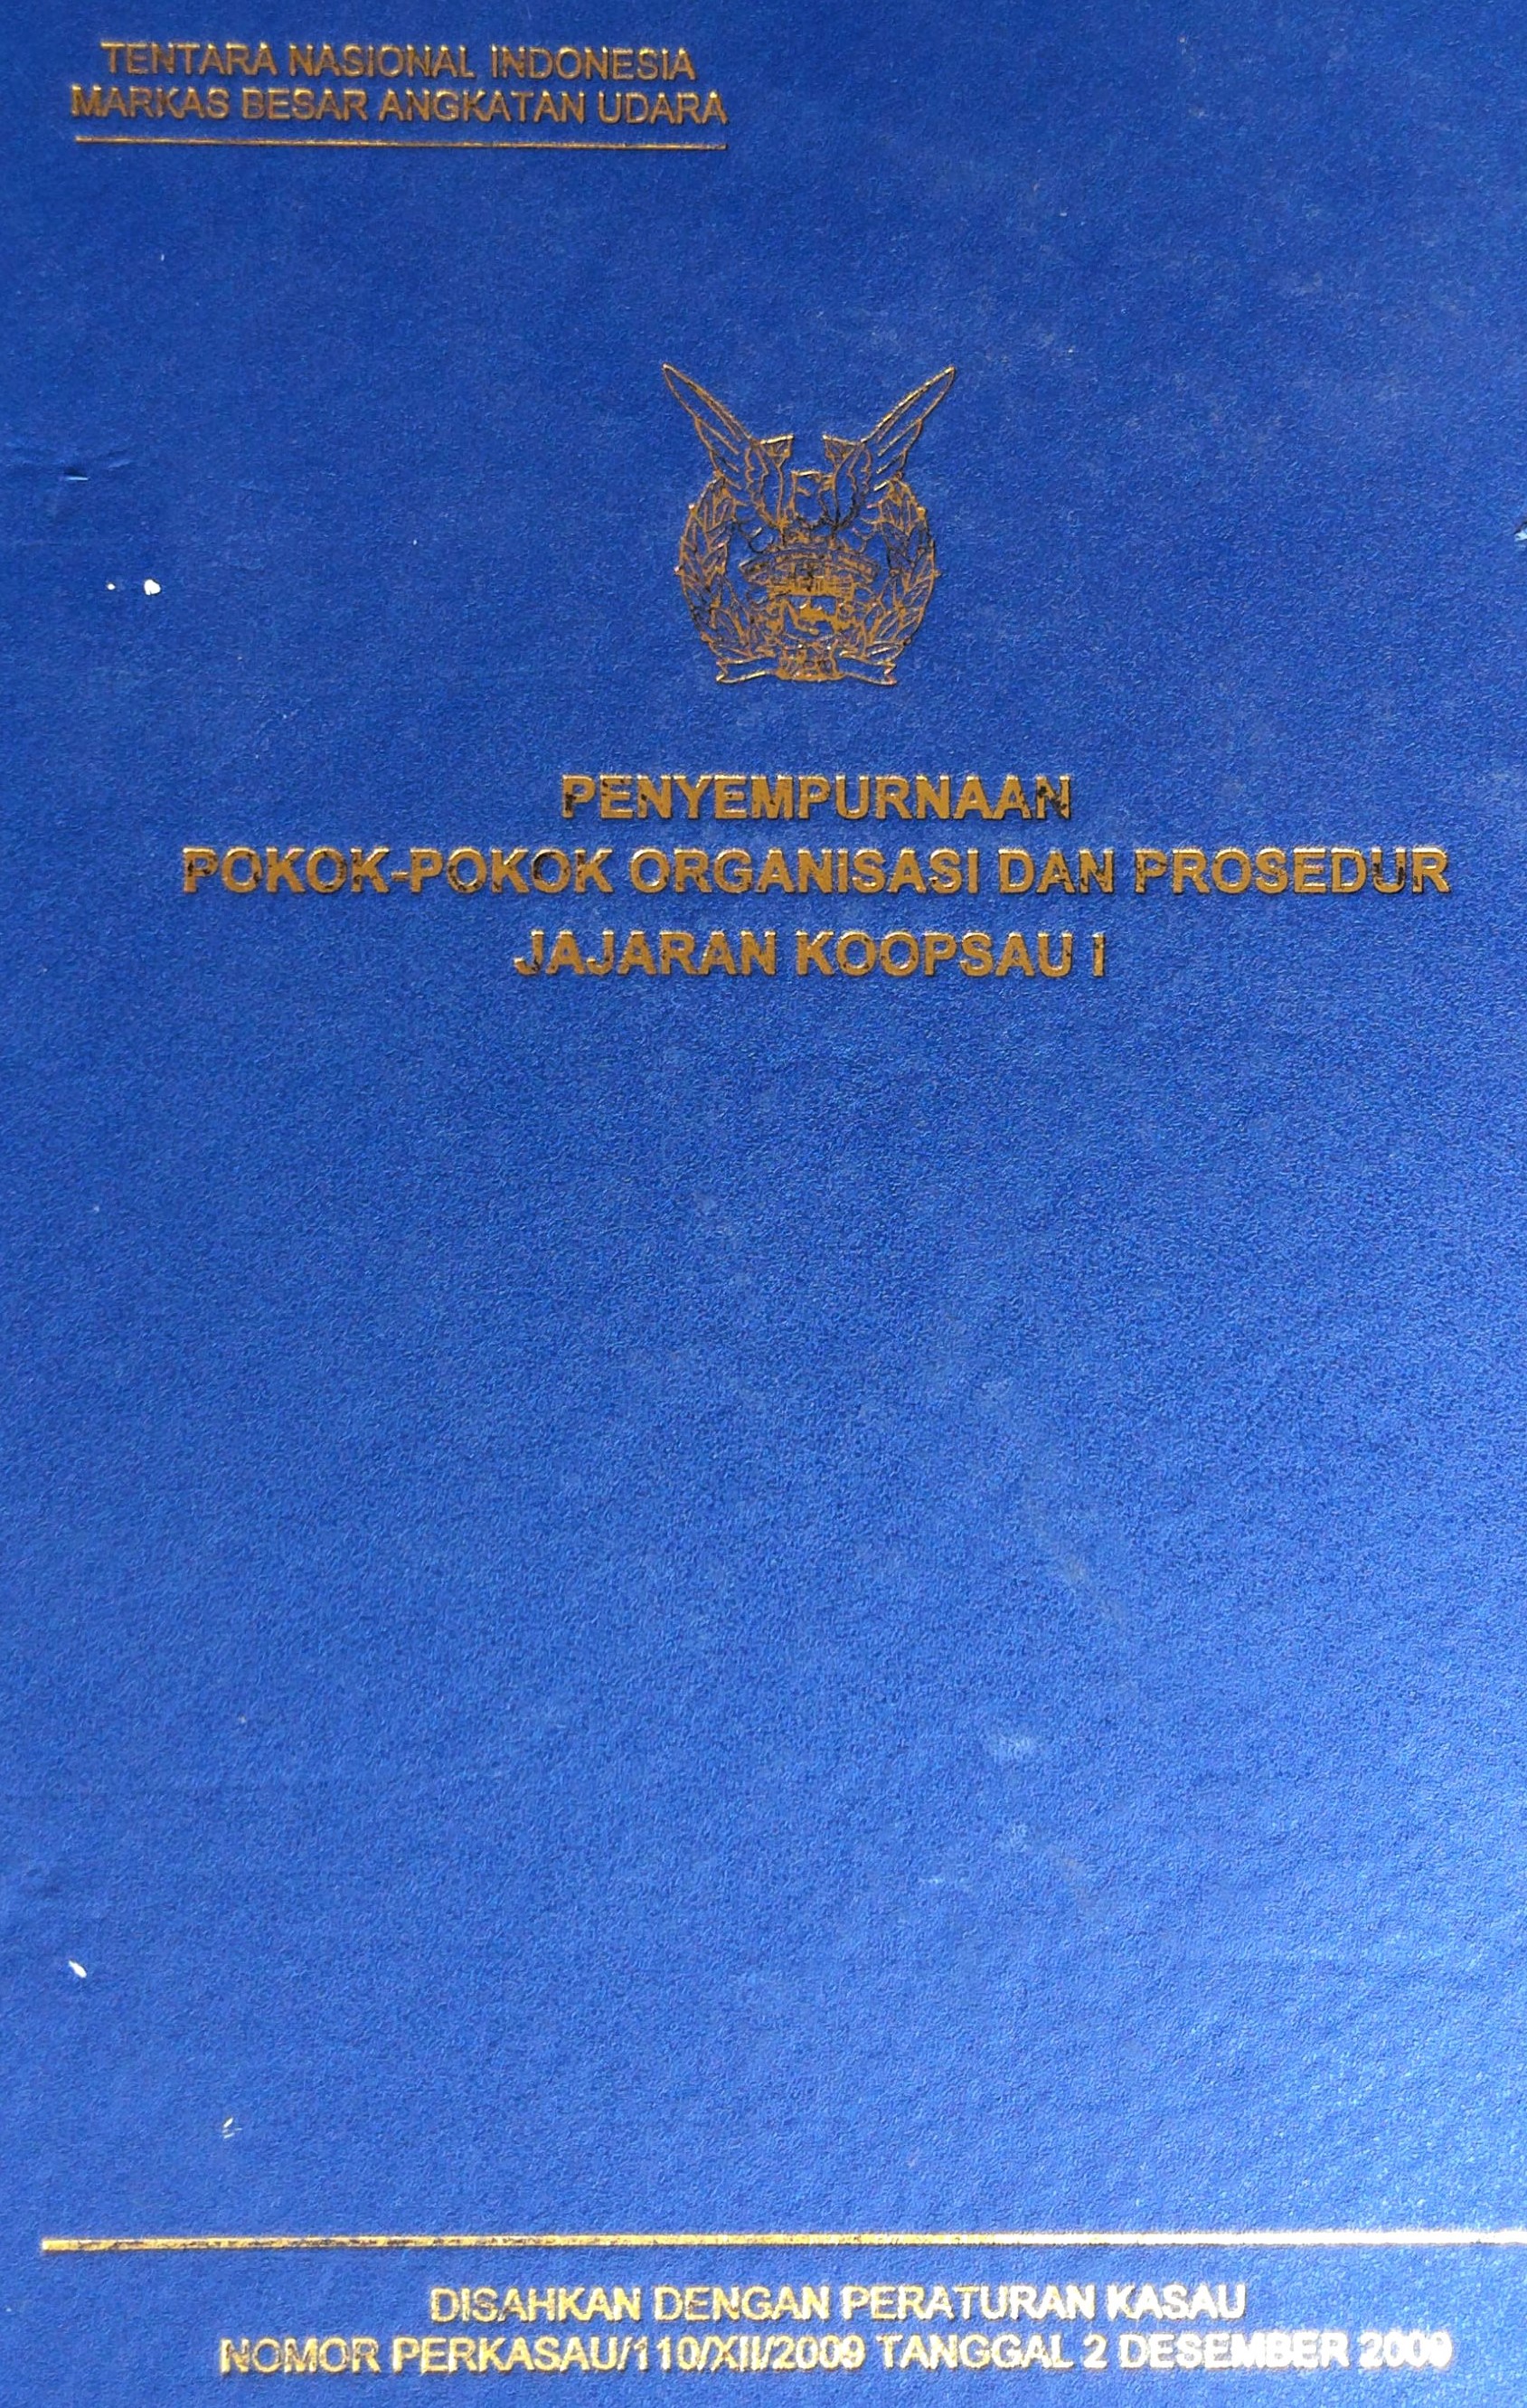 TENTARA NASIONAL INDONESIA
MARKAS BESAR ANGKATAN UDARA
PENYEMPURNAAN
POKOK-POKOK ORGANISASI DAN PROSEDUR
JAJARAN KOOPSAU I
DISAHKAN DENGAN PERATURAN KASAU
NOMOR PERKASAU/110/XII/2009 TANGGAL 2 DESEMBER 2009